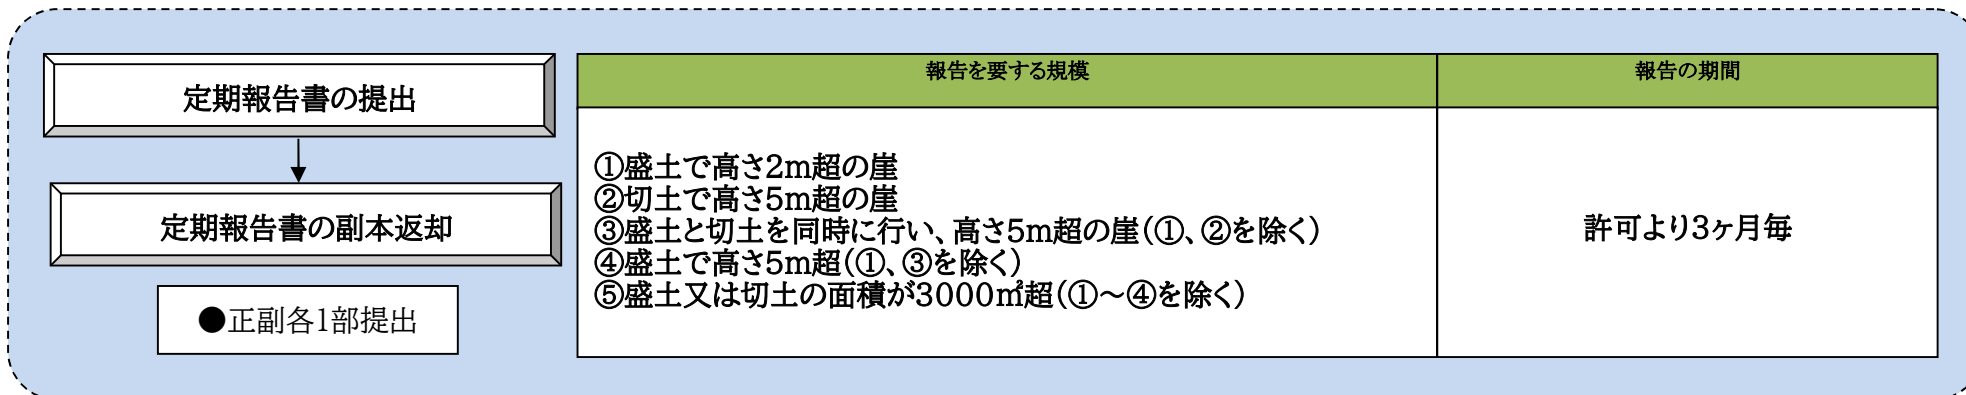 定期報告書の提出
定期報告書の副本返却
●正副各1部提出
報告を要する規模
報告の期間
①盛土で高さ2m超の崖
②切土で高さ5m超の崖
③盛土と切土を同時に行い、高さ5m超の崖(①、②を除く)
④盛土で高さ5m超(①、③を除く)
⑤盛土又は切土の面積が3000㎡超(①～④を除く)
許可より3ヶ月毎